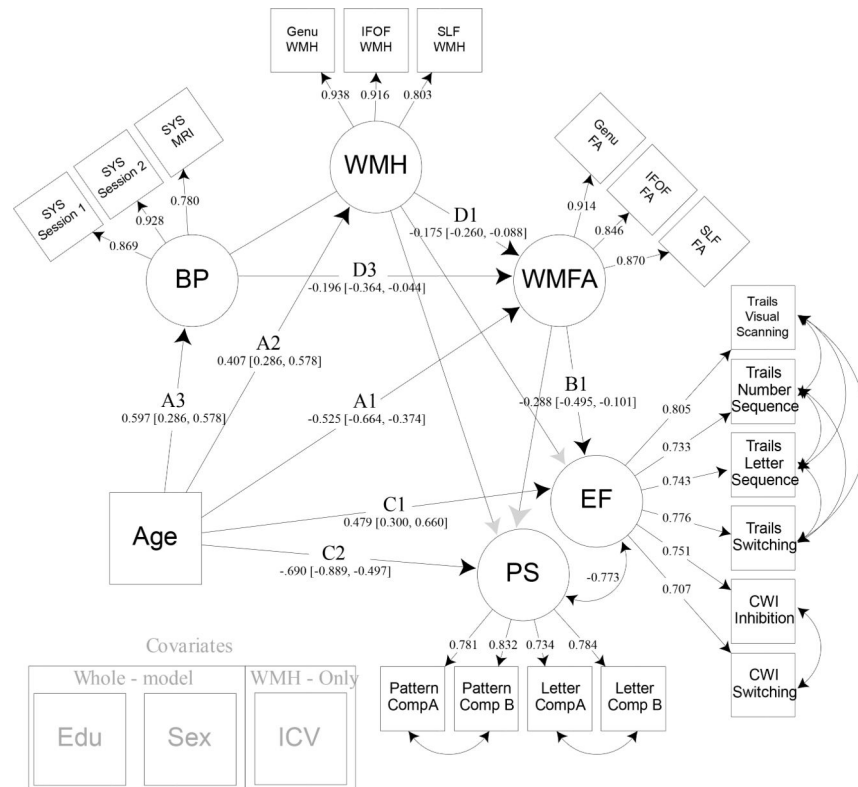 Genu
WMH
IFOF
WMH
SLF
WMH
0.938
0.916
0.803
WMH
SYS
MRI
SYS
Session 2
SYS
Session 1
0.780
0.928
0.869
BP
Genu
FA
IFOF
FA
SLF
FA
0.914
0.846
0.870
WMFA
D1
-0.175 [-0.260, -0.088]
D3
-0.196 [-0.364, -0.044]
A2
0.407 [0.286, 0.578]
A3
0.597 [0.286, 0.578]
A1
-0.525 [-0.664, -0.374]
B1
-0.288 [-0.495, -0.101]
Trails
Visual
Scanning
Trails
Number
Sequence
Trails
Letter
Sequence
Trails
Switching
CWI
Inhibition
CWI
Switching
0.805
0.733
0.743
0.776
0.751
0.707
EF
Age
C1
0.479 [0.300, 0.660]
C2
-.690 [-0.889, -0.497]
PS
-0.773
0.781
0.832
0.734
0.784
Pattern
CompA
Pattern
Comp B
Letter
CompA
Letter
Comp B
Covariates
Whole - model
WMH - Only
Edu
Sex
ICV